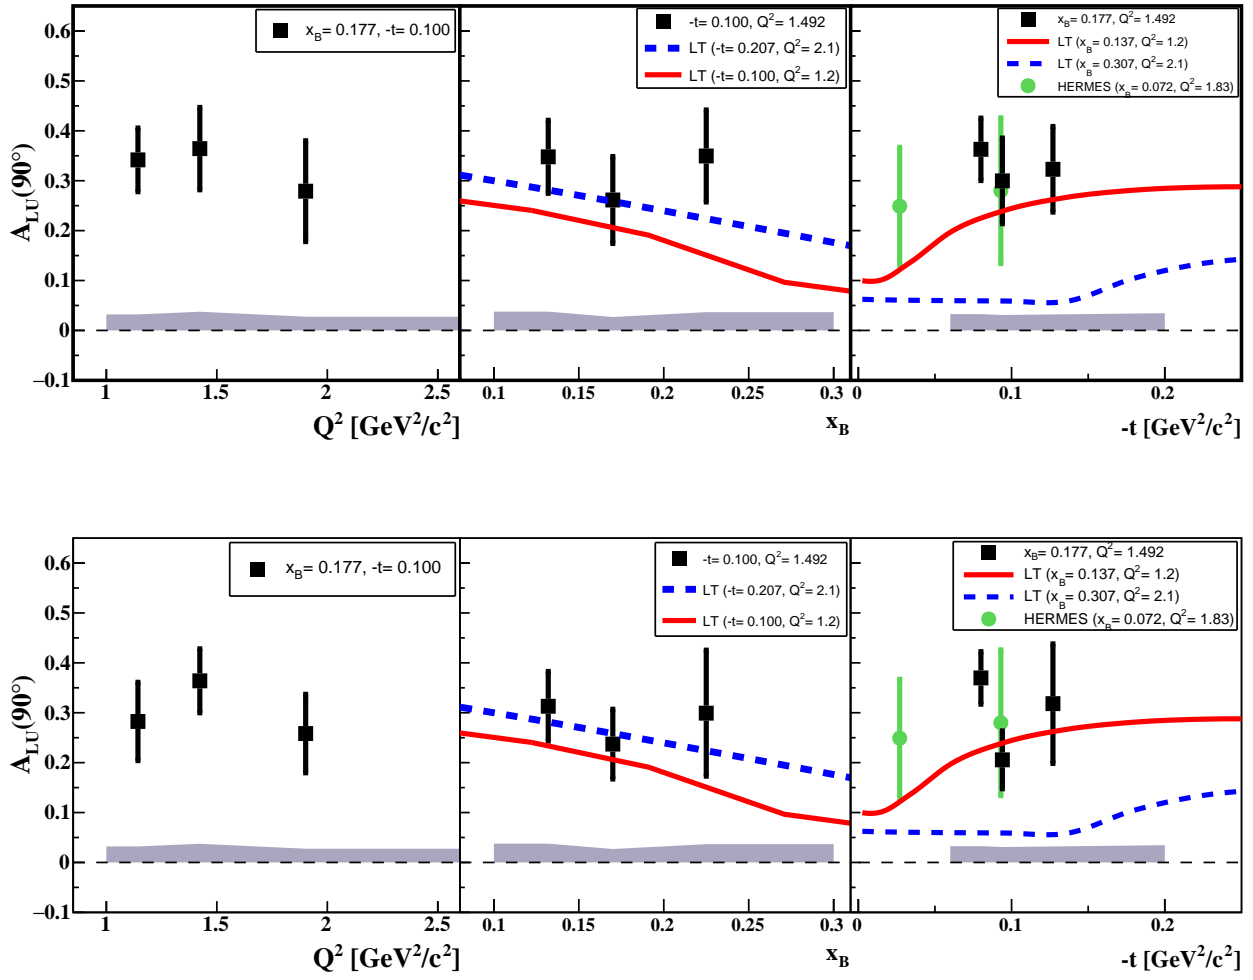 0.6
0.5
0.4
0.3
0.2
0.1
0
−0.1
A_LU(90°)
x_B= 0.177, -t= 0.100
1
1.5
2
2.5
Q² [GeV²/c²]
-t= 0.100, Q²= 1.492
LT (-t= 0.207, Q²= 2.1)
LT (-t= 0.100, Q²= 1.2)
0.1
0.15
0.2
0.25
0.3
x_B
x_B= 0.177, Q²= 1.492
LT (x_B= 0.137, Q²= 1.2)
LT (x_B= 0.307, Q²= 2.1)
HERMES (x_B= 0.072, Q²= 1.83)
0
0.1
0.2
-t [GeV²/c²]
0.6
0.5
0.4
0.3
0.2
0.1
0
−0.1
A_LU(90°)
x_B= 0.177, -t= 0.100
1
1.5
2
2.5
Q² [GeV²/c²]
-t= 0.100, Q²= 1.492
LT (-t= 0.207, Q²= 2.1)
LT (-t= 0.100, Q²= 1.2)
0.1
0.15
0.2
0.25
0.3
x_B
x_B= 0.177, Q²= 1.492
LT (x_B= 0.137, Q²= 1.2)
LT (x_B= 0.307, Q²= 2.1)
HERMES (x_B= 0.072, Q²= 1.83)
0
0.1
0.2
-t [GeV²/c²]